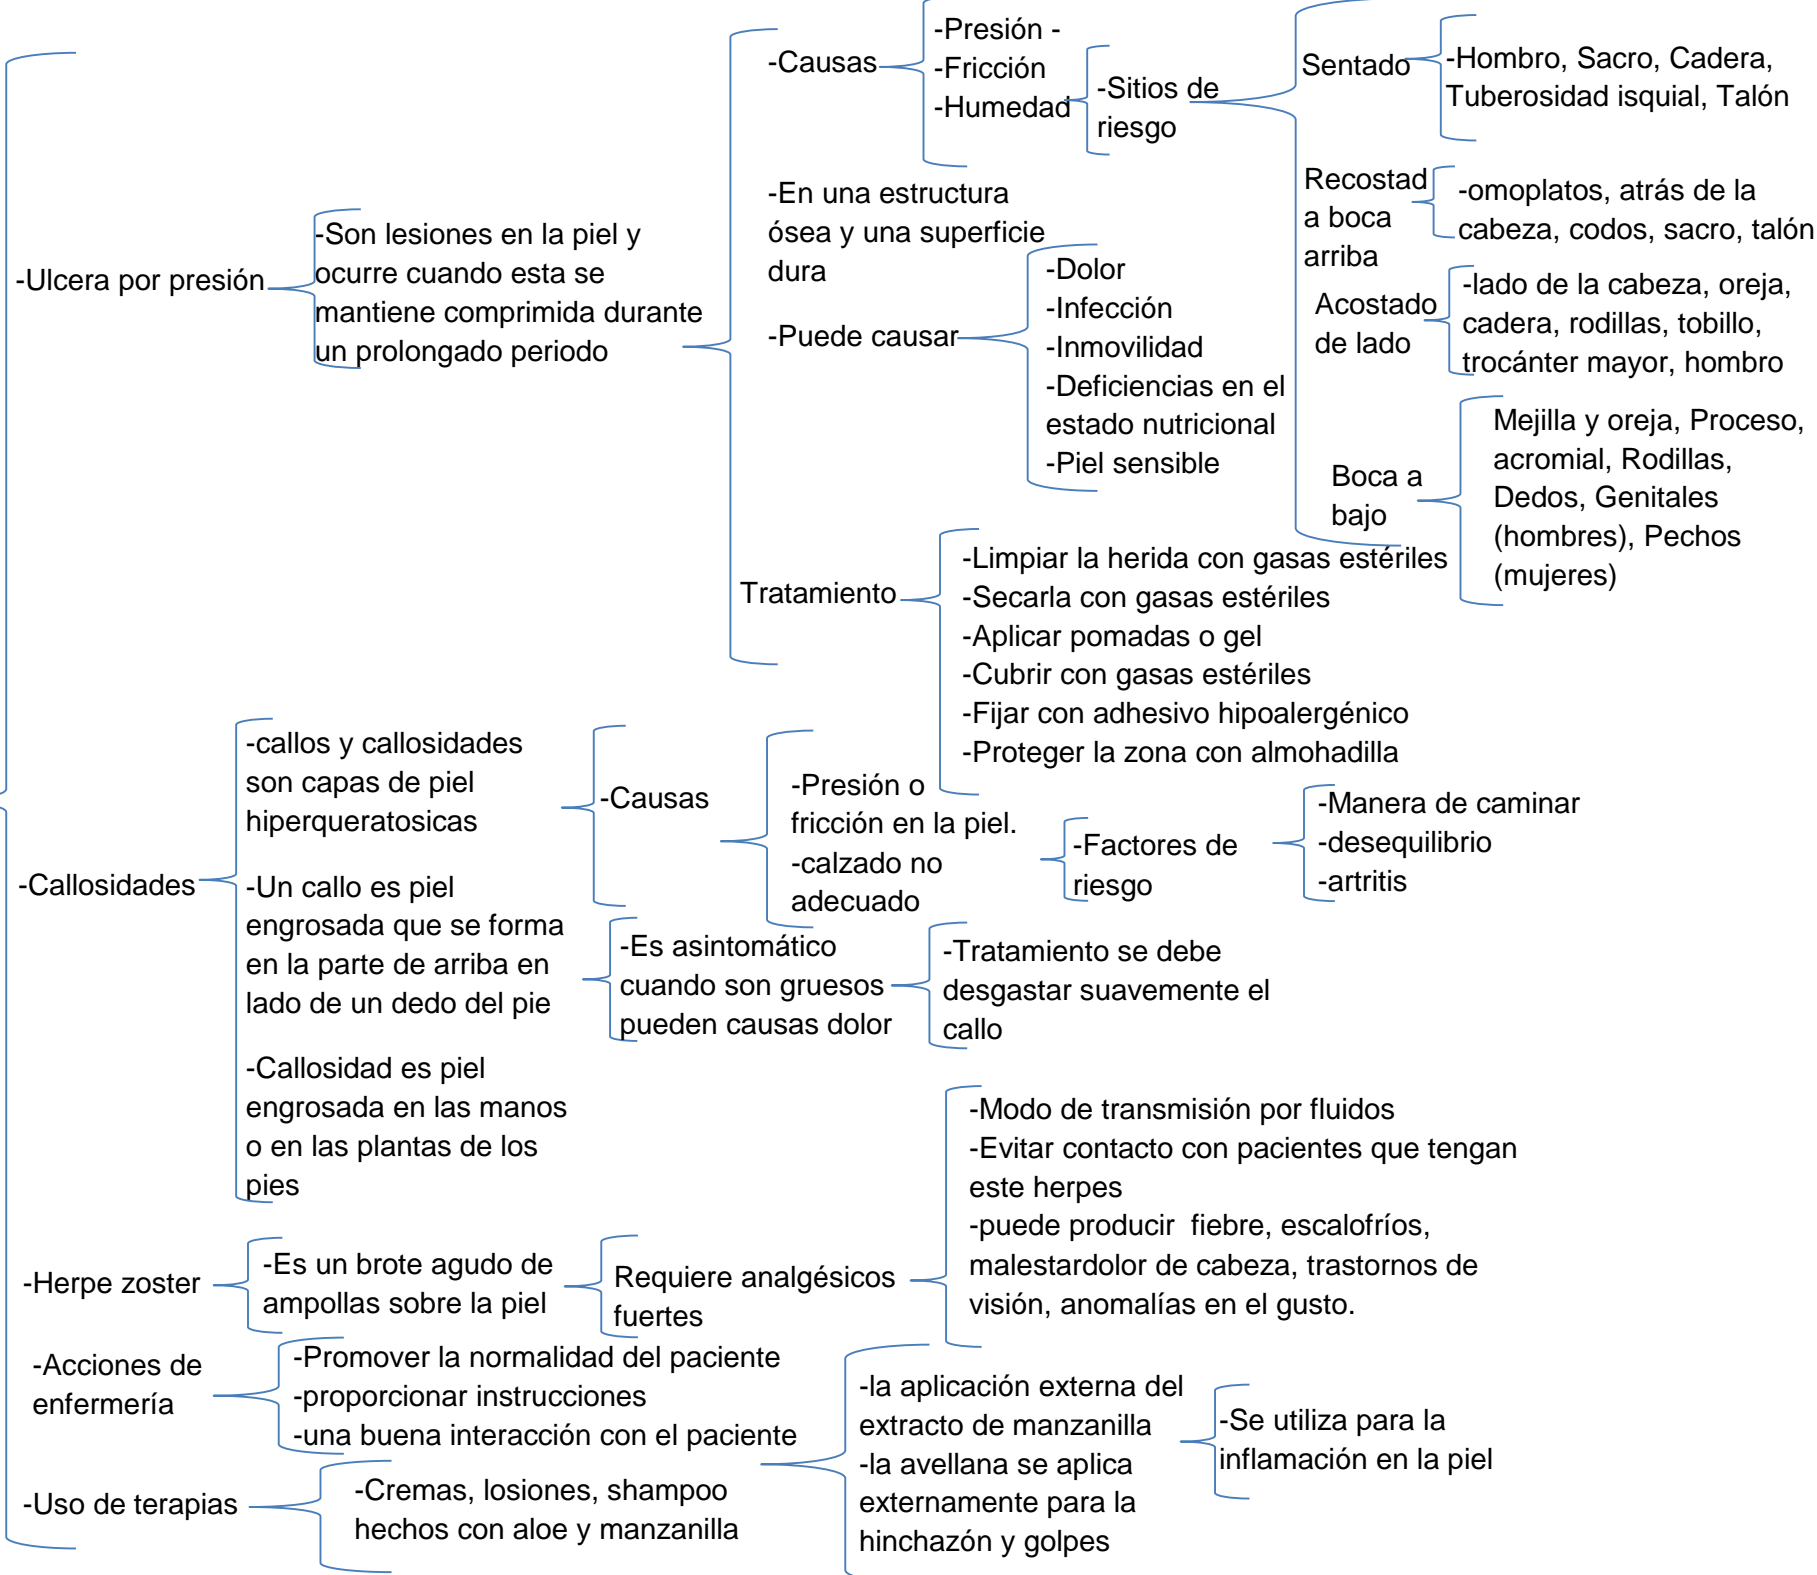 -Ulcera por presión
-Son lesiones en la piel y
ocurre cuando esta se
mantiene comprimida durante
un prolongado periodo
-Causas
-Presión -
-Fricción
-Humedad
-Sitios de
riesgo
Sentado
-Hombro, Sacro, Cadera,
Tuberosidad isquial, Talón
Recostad
a boca
arriba
-omoplatos, atrás de la
cabeza, codos, sacro, talón
Acostado
de lado
-lado de la cabeza, oreja,
cadera, rodillas, tobillo,
trocánter mayor, hombro
Boca a
bajo
Mejilla y oreja, Proceso,
acromial, Rodillas,
Dedos, Genitales
(hombres), Pechos
(mujeres)
-En una estructura
ósea y una superficie
dura
-Puede causar
-Dolor
-Infección
-Inmovilidad
-Deficiencias en el
estado nutricional
-Piel sensible
Tratamiento
-Limpiar la herida con gasas estériles
-Secarla con gasas estériles
-Aplicar pomadas o gel
-Cubrir con gasas estériles
-Fijar con adhesivo hipoalergénico
-Proteger la zona con almohadilla
-Callosidades
-callos y callosidades
son capas de piel
hiperqueratosicas
-Causas
-Presión o
fricción en la piel.
-calzado no
adecuado
-Factores de
riesgo
-Manera de caminar
-desequilibrio
-artritis
-Un callo es piel
engrosada que se forma
en la parte de arriba en
lado de un dedo del pie
-Es asintomático
cuando son gruesos
pueden causas dolor
-Tratamiento se debe
desgastar suavemente el
callo
-Callosidad es piel
engrosada en las manos
o en las plantas de los
pies
-Herpe zoster
-Es un brote agudo de
ampollas sobre la piel
Requiere analgésicos
fuertes
-Modo de transmisión por fluidos
-Evitar contacto con pacientes que tengan
este herpes
-puede producir  fiebre, escalofríos,
malestardolor de cabeza, trastornos de
visión, anomalías en el gusto.
-Acciones de
enfermería
-Promover la normalidad del paciente
-proporcionar instrucciones
-una buena interacción con el paciente
-Uso de terapias
-Cremas, losiones, shampoo
hechos con aloe y manzanilla
-la aplicación externa del
extracto de manzanilla
-la avellana se aplica
externamente para la
hinchazón y golpes
-Se utiliza para la
inflamación en la piel